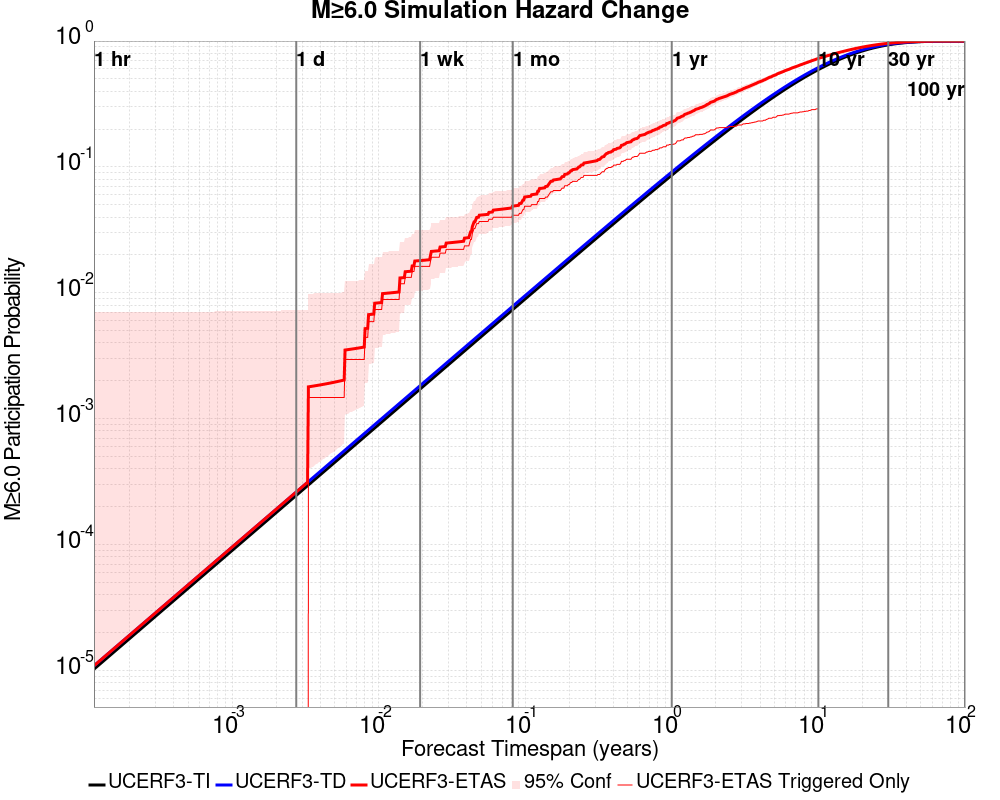 M≥6.0 Simulation Hazard Change
M≥6.0 Participation Probability
10^0
10^-1
10^-2
10^-3
10^-4
10^-5
1 hr
1 d
1 wk
1 mo
1 yr
10 yr
30 yr
100 yr
10^-3
10^-2
10^-1
10^0
10^1
10^2
Forecast Timespan (years)
UCERF3-TI UCERF3-TD UCERF3-ETAS 95% Conf UCERF3-ETAS Triggered Only